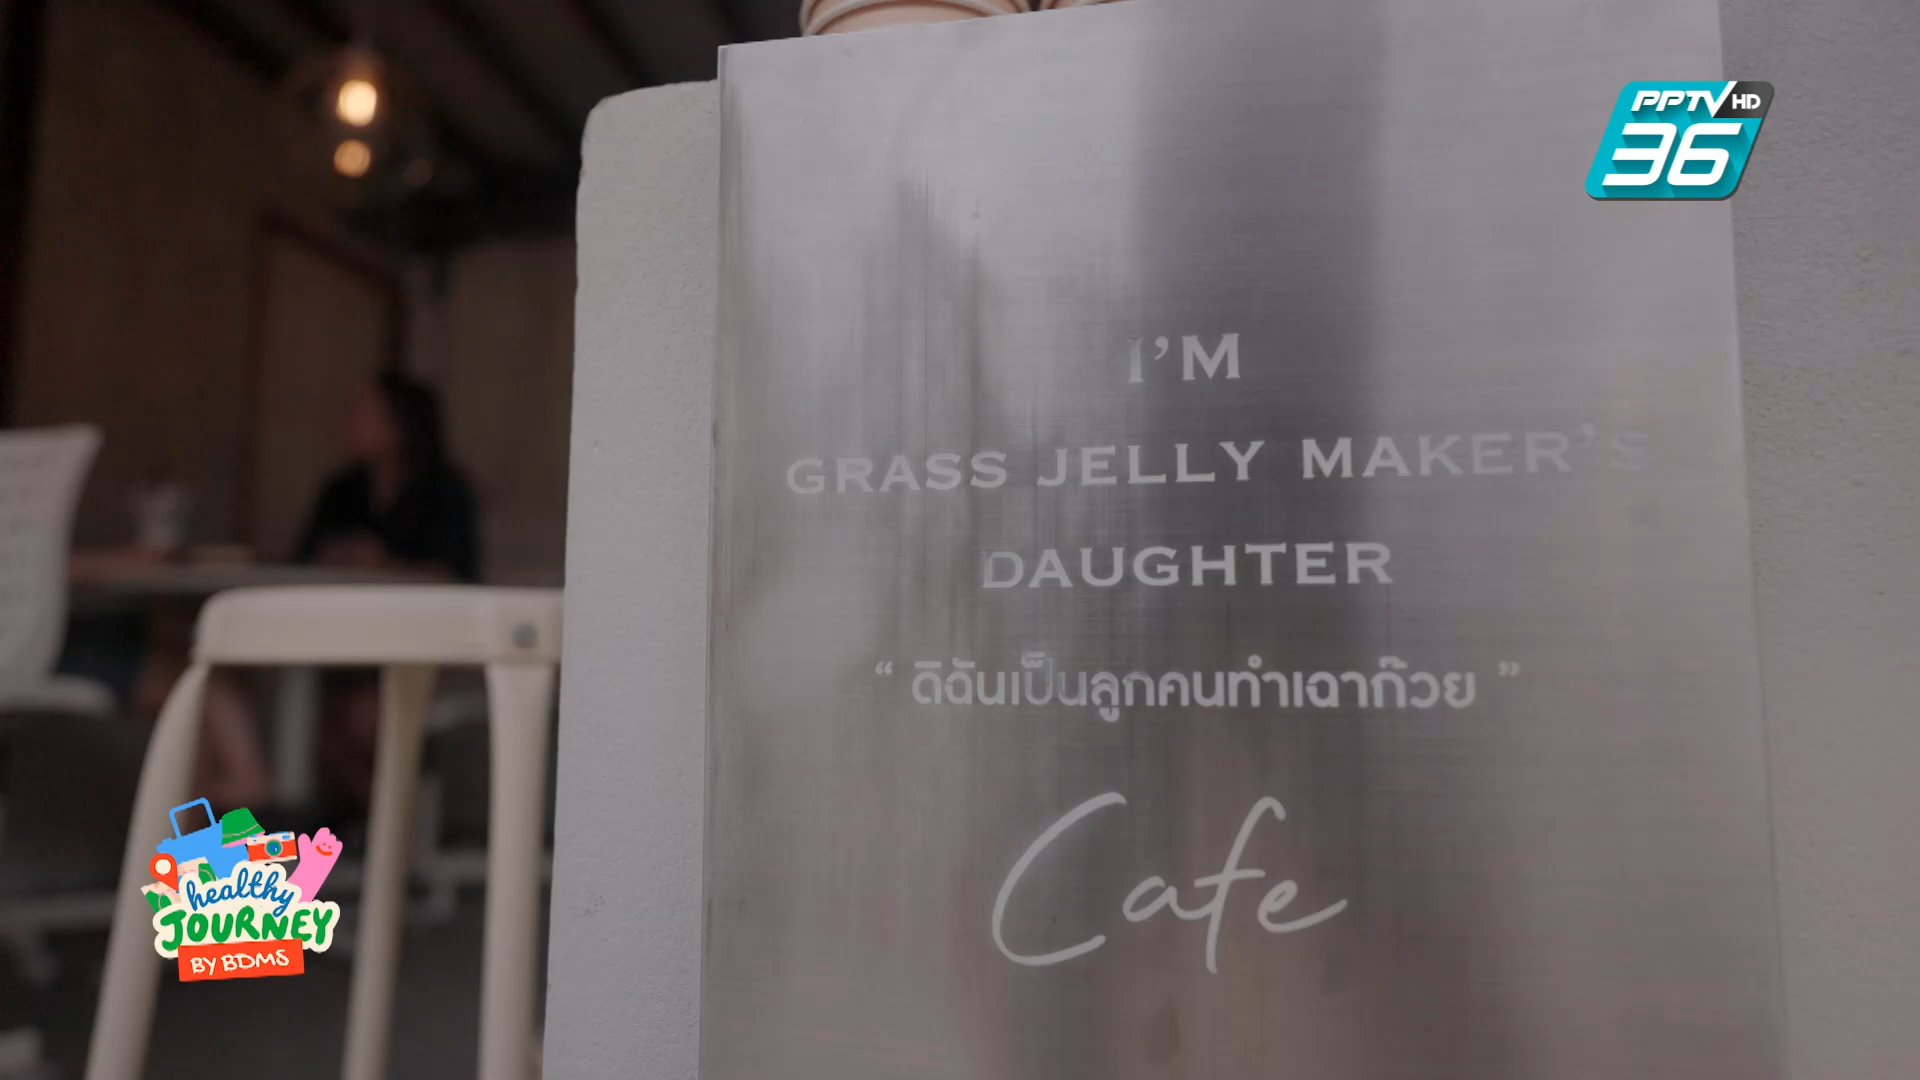 PPTV HD
36
I'M
GRASS JELLY MAKER'S
DAUGHTER
“ ดิฉันเป็นลูกคนทำเฉาก๊วย ”
Cafe
healthy
JOURNEY
BY BDMS